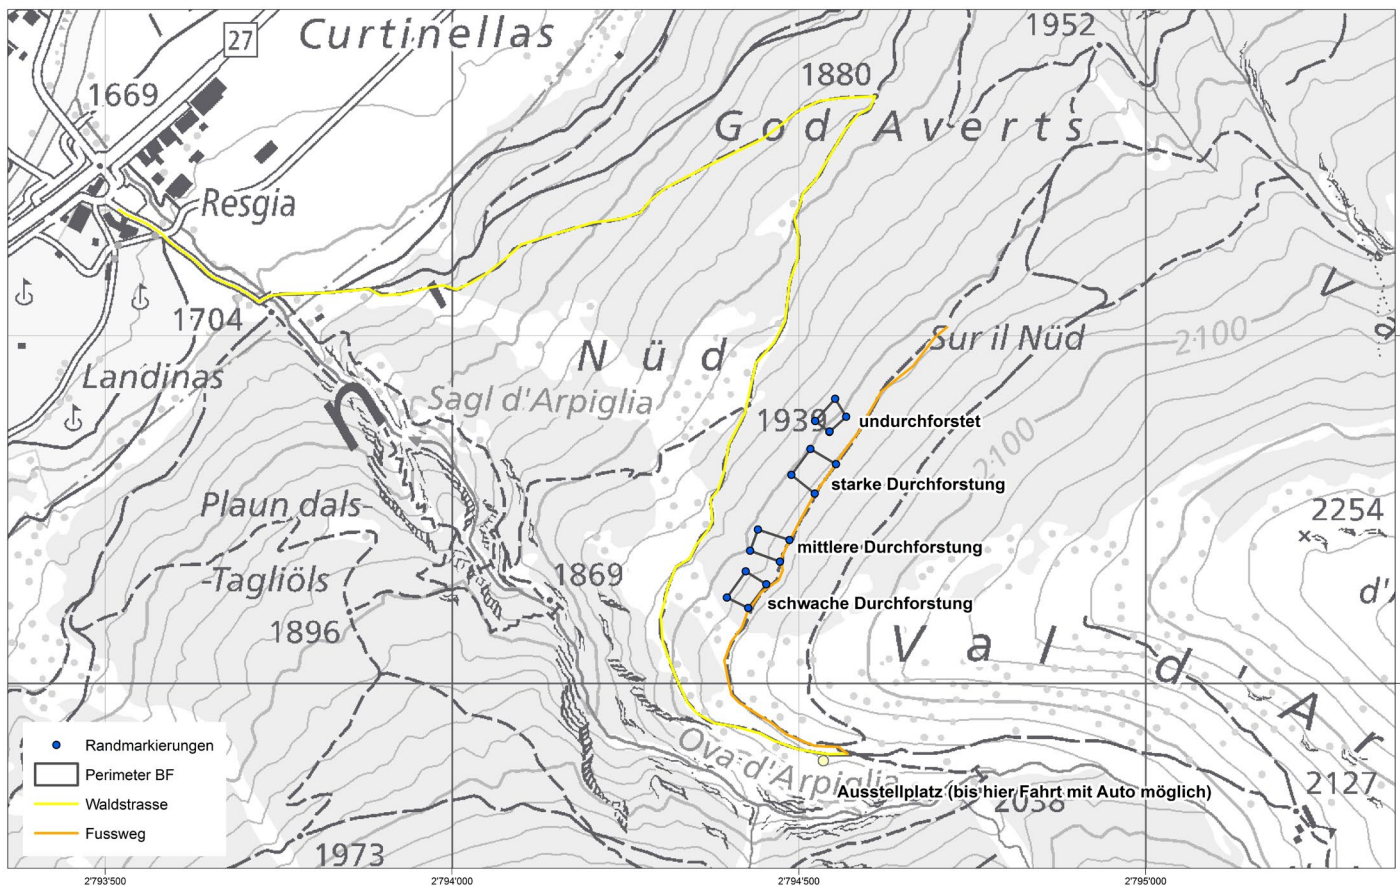 1952
27
Curtinellas
1880
1669
God Averts
Resgia
1704
Nüd
Sur il Nüd
2100
Landinas
Sagl d'Arpiglia
1939
undurchforstet
2100
starke Durchforstung
Plaun dals-
-Tagliöls
2254
mittlere Durchforstung
1869
d'
schwache Durchforstung
1896
Val d'Ar
V
Randmarkierungen
Perimeter BF
Waldstrasse
Fussweg
Ova d'Arpiglia
2127
Ausstellplatz (bis hier Fahrt mit Auto möglich)
2038
1973
2'793'500
2'794'000
2'794'500
2'795'000